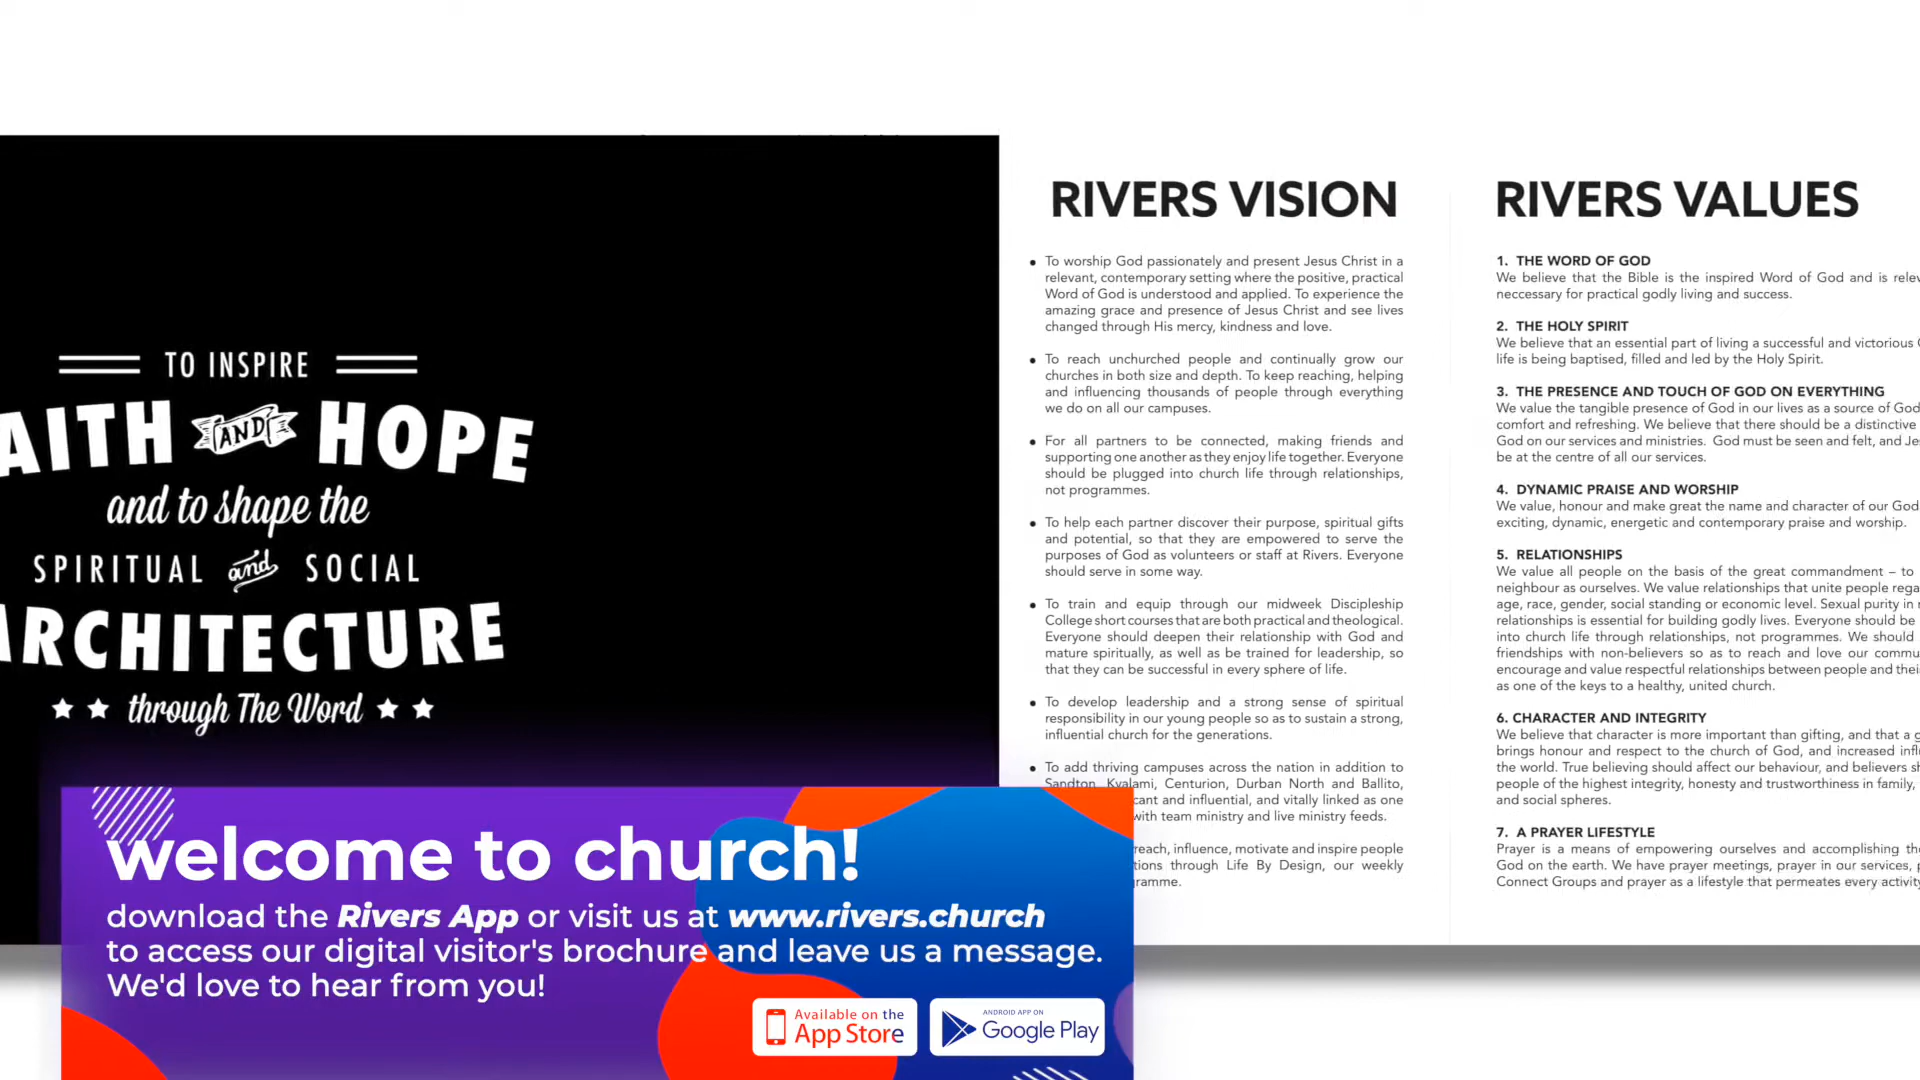 TO INSPIRE
AITH AND HOPE
and to shape the
SPIRITUAL and SOCIAL
ARCHITECTURE
through The Word
RIVERS VISION
• To worship God passionately and present Jesus Christ in a
relevant, contemporary setting where the positive, practical
Word of God is understood and applied. To experience the
amazing grace and presence of Jesus Christ and see lives
changed through His mercy, kindness and love.
• To reach unchurched people and continually grow our
churches in both size and depth. To keep reaching, helping
and influencing thousands of people through everything
we do on all our campuses.
• For all partners to be connected, making friends and
supporting one another as they enjoy life together. Everyone
should be plugged into church life through relationships,
not programmes.
• To help each partner discover their purpose, spiritual gifts
and potential, so that they are empowered to serve the
purposes of God as volunteers or staff at Rivers. Everyone
should serve in some way.
• To train and equip through our midweek Discipleship
College short courses that are both practical and theological.
Everyone should deepen their relationship with God and
mature spiritually, as well as be trained for leadership, so
that they can be successful in every sphere of life.
• To develop leadership and a strong sense of spiritual
responsibility in our young people so as to sustain a strong,
influential church for the generations.
• To add thriving campuses across the nation in addition to
Sandton, Kyalami, Centurion, Durban North and Ballito,
cant and influential, and vitally linked as one
with team ministry and live ministry feeds.
reach, influence, motivate and inspire people
tions through Life By Design, our weekly
ramme.
RIVERS VALUES
1. THE WORD OF GOD
We believe that the Bible is the inspired Word of God and is relev
neccessary for practical godly living and success.
2. THE HOLY SPIRIT
We believe that an essential part of living a successful and victorious C
life is being baptised, filled and led by the Holy Spirit.
3. THE PRESENCE AND TOUCH OF GOD ON EVERYTHING
We value the tangible presence of God in our lives as a source of God
comfort and refreshing. We believe that there should be a distinctive
God on our services and ministries. God must be seen and felt, and Je
be at the centre of all our services.
4. DYNAMIC PRAISE AND WORSHIP
We value, honour and make great the name and character of our God
exciting, dynamic, energetic and contemporary praise and worship.
5. RELATIONSHIPS
We value all people on the basis of the great commandment – to
neighbour as ourselves. We value relationships that unite people rega
age, race, gender, social standing or economic level. Sexual purity in
relationships is essential for building godly lives. Everyone should be
into church life through relationships, not programmes. We should
friendships with non-believers so as to reach and love our commu
encourage and value respectful relationships between people and thei
as one of the keys to a healthy, united church.
6. CHARACTER AND INTEGRITY
We believe that character is more important than gifting, and that a g
brings honour and respect to the church of God, and increased infl
the world. True believing should affect our behaviour, and believers s
people of the highest integrity, honesty and trustworthiness in family,
and social spheres.
7. A PRAYER LIFESTYLE
Prayer is a means of empowering ourselves and accomplishing the
God on the earth. We have prayer meetings, prayer in our services, p
Connect Groups and prayer as a lifestyle that permeates every activity
welcome to church!
download the Rivers App or visit us at www.rivers.church
to access our digital visitor's brochure and leave us a message.
We'd love to hear from you!
Available on the
App Store
ANDROID APP ON
Google Play